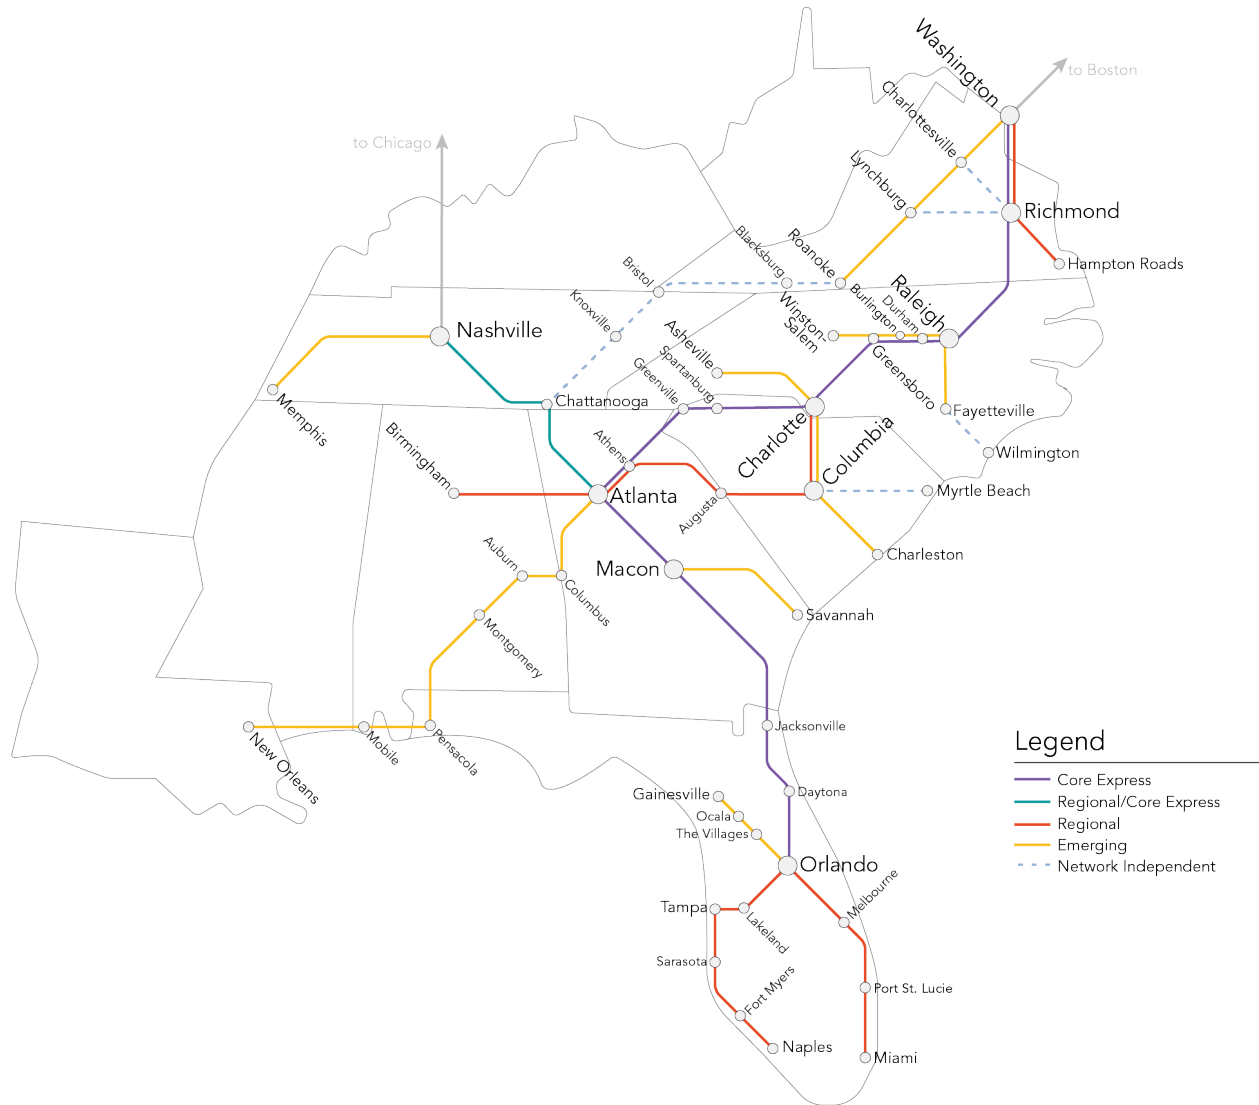 Washington
to Boston
Charlottesville
to Chicago
Lynchburg
Richmond
Blacksburg
Roanoke
Hampton Roads
Bristol
Burlington
Durham
Raleigh
Knoxville
Winston-
Salem
Nashville
Asheville
Spartanburg
Greenville
Greensboro
Memphis
Chattanooga
Fayetteville
Birmingham
Athens
Charlotte
Columbia
Wilmington
Atlanta
Augusta
Myrtle Beach
Auburn
Macon
Charleston
Columbus
Montgomery
Savannah
New Orleans
Mobile
Pensacola
Jacksonville
Legend
Core Express
Gainesville
Daytona
Regional/Core Express
Ocala
Regional
The Villages
Emerging
Orlando
Network Independent
Melbourne
Tampa
Lakeland
Sarasota
Fort Myers
Port St. Lucie
Naples
Miami